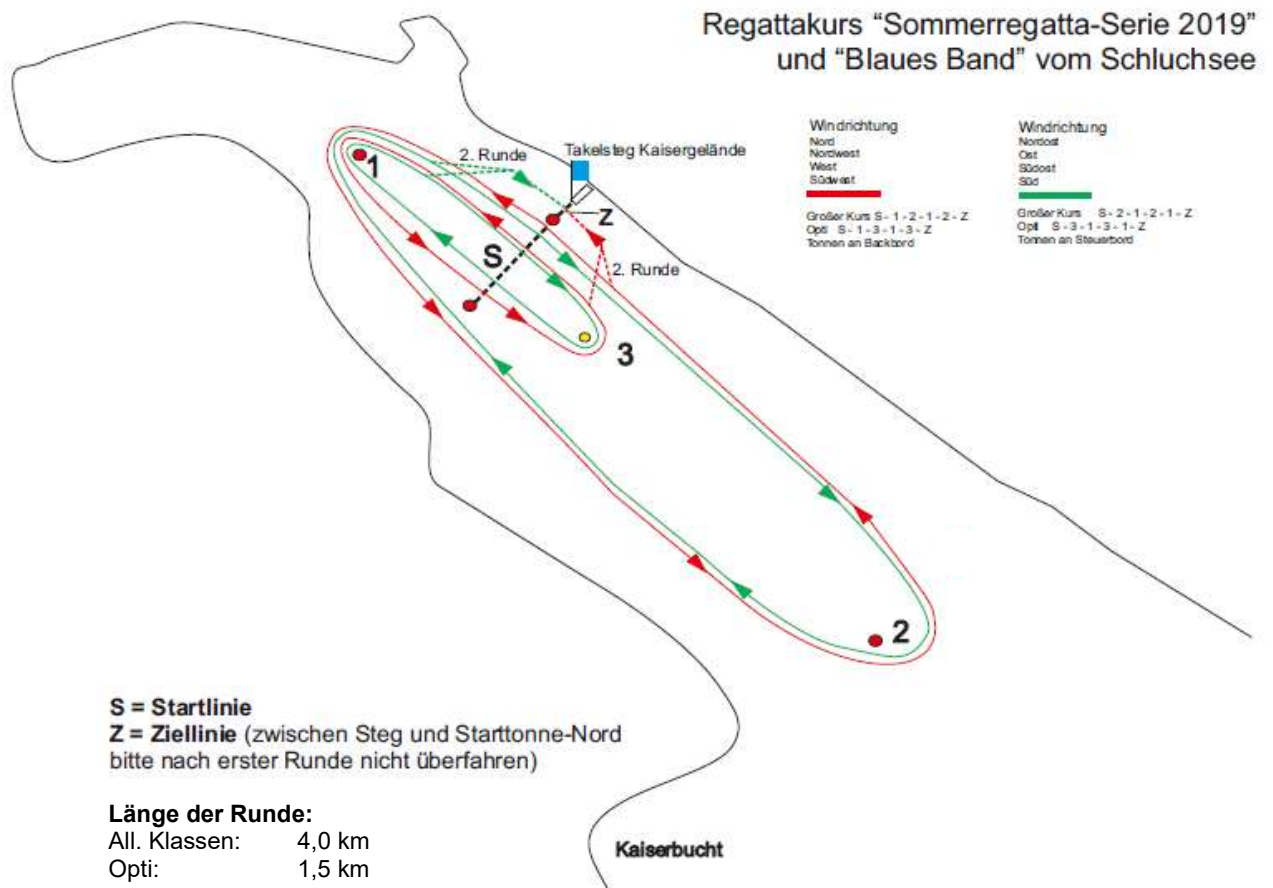 Regattakurs "Sommerregatta-Serie 2019"
und "Blaues Band" vom Schluchsee
Windrichtung
Nord
Nordwest
West
Südwest
Großer Kurs S - 1 - 2 - 1 - 2 - Z
Opti S - 1 - 3 - 1 - 3 - Z
Tonnen an Backbord
Windrichtung
Nordost
Ost
Südost
Süd
Großer Kurs S - 2 - 1 - 2 - 1 - Z
Opti S - 3 - 1 - 3 - 1 - Z
Tonnen an Steuerbord
2. Runde
Takelsteg Kaisergelände
1
Z
S
2. Runde
3
2
S = Startlinie
Z = Ziellinie (zwischen Steg und Starttonne-Nord
bitte nach erster Runde nicht überfahren)
Länge der Runde:
All. Klassen: 4,0 km
Opti: 1,5 km
Kaiserbucht